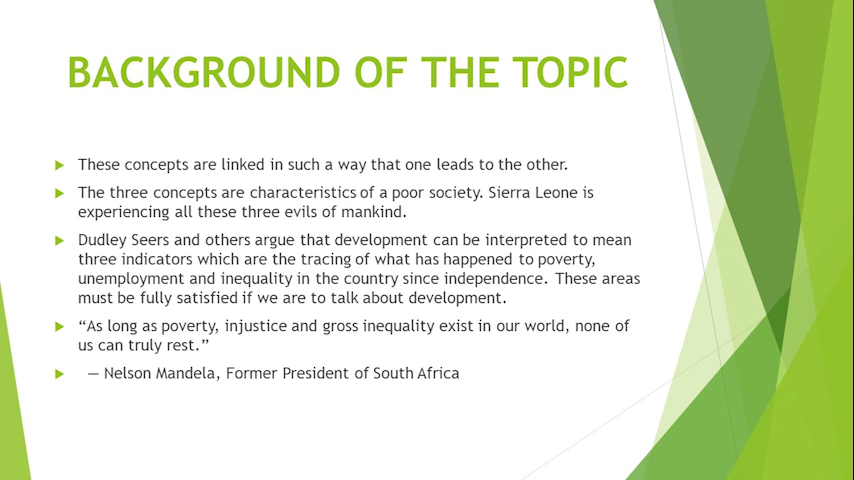 BACKGROUND OF THE TOPIC
These concepts are linked in such a way that one leads to the other.
The three concepts are characteristics of a poor society. Sierra Leone is
experiencing all these three evils of mankind.
Dudley Seers and others argue that development can be interpreted to mean
three indicators which are the tracing of what has happened to poverty,
unemployment and inequality in the country since independence. These areas
must be fully satisfied if we are to talk about development.
“As long as poverty, injustice and gross inequality exist in our world, none of
us can truly rest.”
— Nelson Mandela, Former President of South Africa